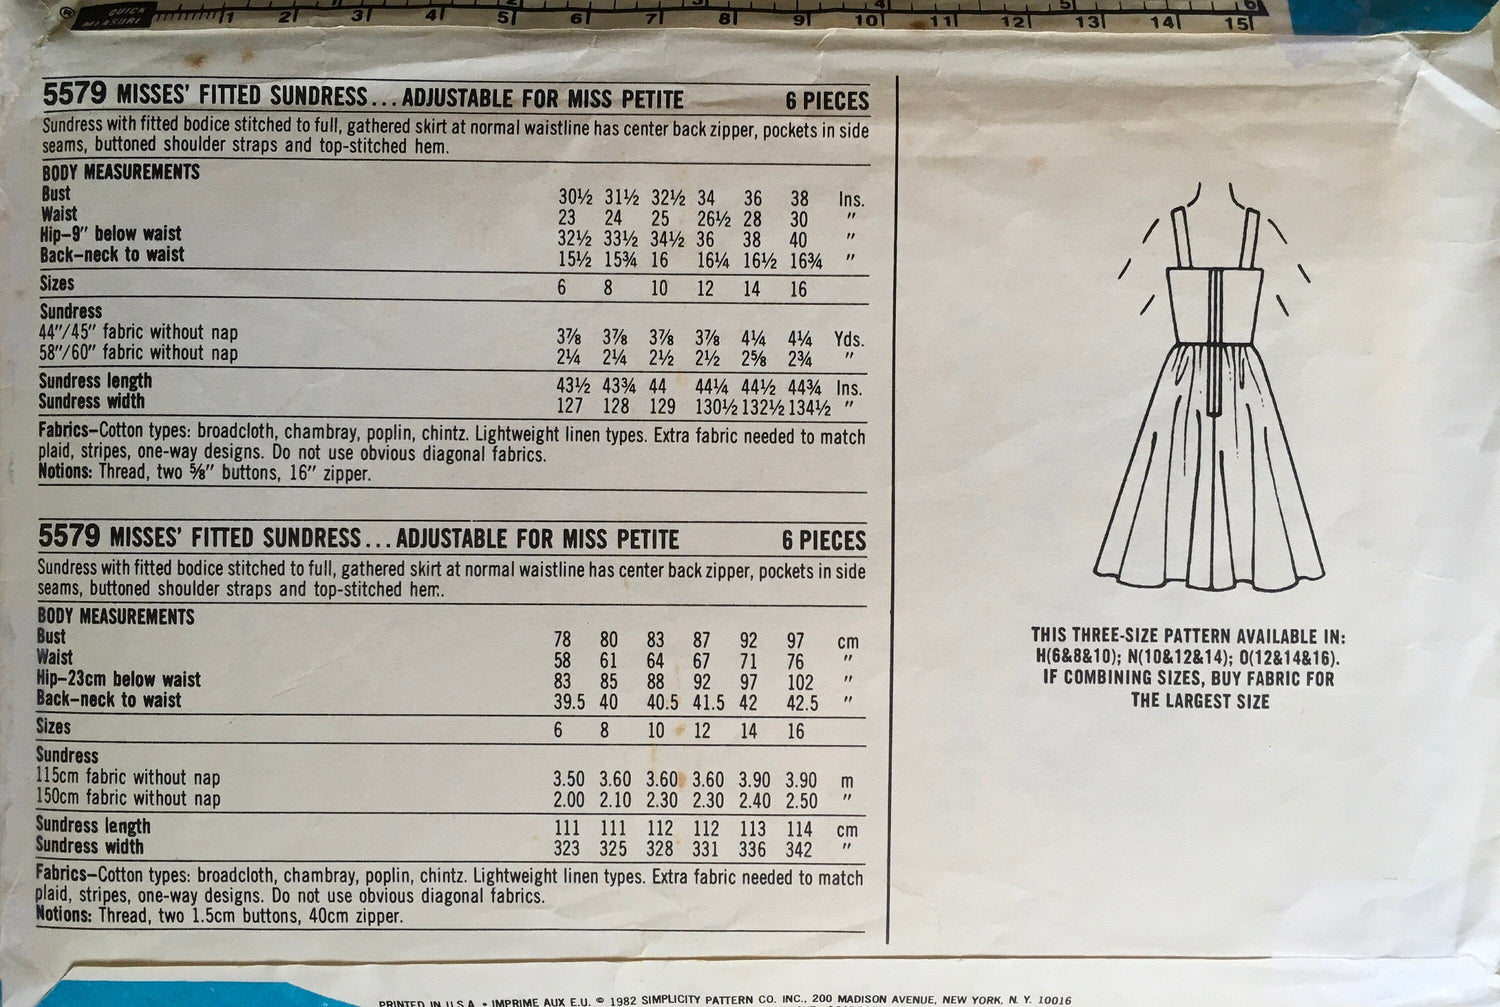 ® QUICK MEASURE 1 2 3 4 5 6 7 8 9 10 11 12 13 14 15
5579 MISSES' FITTED SUNDRESS... ADJUSTABLE FOR MISS PETITE 6 PIECES
Sundress with fitted bodice stitched to full, gathered skirt at normal waistline has center back zipper, pockets in side
seams, buttoned shoulder straps and top-stitched hem.
BODY MEASUREMENTS
Bust 30½ 31½ 32½ 34 36 38 Ins.
Waist 23 24 25 26½ 28 30 "
Hip–9" below waist 32½ 33½ 34½ 36 38 40 "
Back–neck to waist 15½ 15¾ 16 16¼ 16½ 16¾ "
Sizes 6 8 10 12 14 16
Sundress
44"/45" fabric without nap 3⅞ 3⅞ 3⅞ 3⅞ 4¼ 4¼ Yds.
58"/60" fabric without nap 2¼ 2¼ 2½ 2½ 2⅝ 2¾ "
Sundress length 43½ 43¾ 44 44¼ 44½ 44¾ Ins.
Sundress width 127 128 129 130½ 132½ 134½ "
Fabrics–Cotton types: broadcloth, chambray, poplin, chintz. Lightweight linen types. Extra fabric needed to match
plaid, stripes, one-way designs. Do not use obvious diagonal fabrics.
Notions: Thread, two ⅝" buttons, 16" zipper.
5579 MISSES' FITTED SUNDRESS... ADJUSTABLE FOR MISS PETITE 6 PIECES
Sundress with fitted bodice stitched to full, gathered skirt at normal waistline has center back zipper, pockets in side
seams, buttoned shoulder straps and top-stitched hem.
BODY MEASUREMENTS
Bust 78 80 83 87 92 97 cm
Waist 58 61 64 67 71 76 "
Hip–23cm below waist 83 85 88 92 97 102 "
Back–neck to waist 39.5 40 40.5 41.5 42 42.5 "
Sizes 6 8 10 12 14 16
Sundress
115cm fabric without nap 3.50 3.60 3.60 3.60 3.90 3.90 m
150cm fabric without nap 2.00 2.10 2.30 2.30 2.40 2.50 "
Sundress length 111 111 112 112 113 114 cm
Sundress width 323 325 328 331 336 342 "
Fabrics–Cotton types: broadcloth, chambray, poplin, chintz. Lightweight linen types. Extra fabric needed to match
plaid, stripes, one-way designs. Do not use obvious diagonal fabrics.
Notions: Thread, two 1.5cm buttons, 40cm zipper.
THIS THREE-SIZE PATTERN AVAILABLE IN:
H(6&8&10); N(10&12&14); O(12&14&16).
IF COMBINING SIZES, BUY FABRIC FOR
THE LARGEST SIZE
PRINTED IN U.S.A. • IMPRIME AUX E.U. © 1982 SIMPLICITY PATTERN CO. INC., 200 MADISON AVENUE, NEW YORK, N. Y. 10016